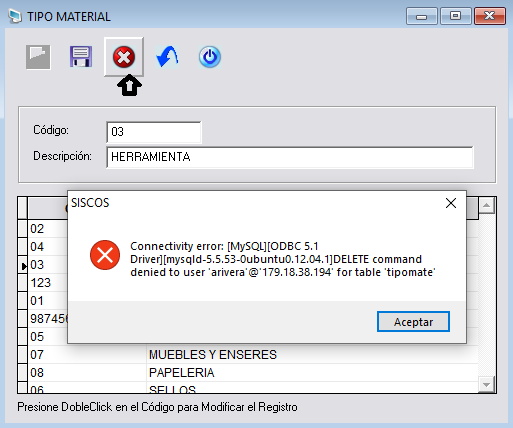 TIPO MATERIAL
Código:
03
Descripción:
HERRAMIENTA
SISCOS
Connectivity error: [MySQL][ODBC 5.1
Driver][mysqld-5.5.53-0ubuntu0.12.04.1]DELETE command
denied to user 'arivera'@'179.18.38.194' for table 'tipomate'
Aceptar
02
04
03
123
01
05
07 MUEBLES Y ENSERES
08 PAPELERIA
06 SELLOS
Presione DobleClick en el Código para Modificar el Registro